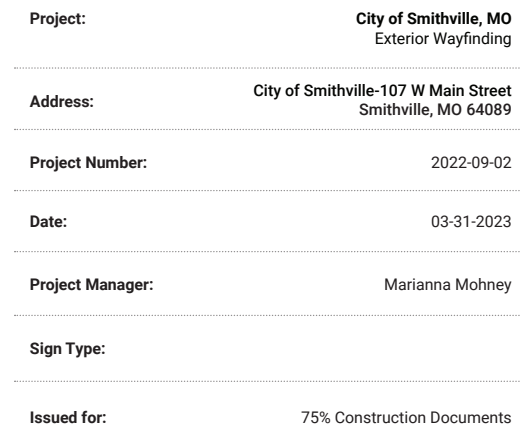 Project: City of Smithville, MO
Exterior Wayfinding
Address: City of Smithville-107 W Main Street
Smithville, MO 64089
Project Number: 2022-09-02
Date: 03-31-2023
Project Manager: Marianna Mohney
Sign Type:
Issued for: 75% Construction Documents